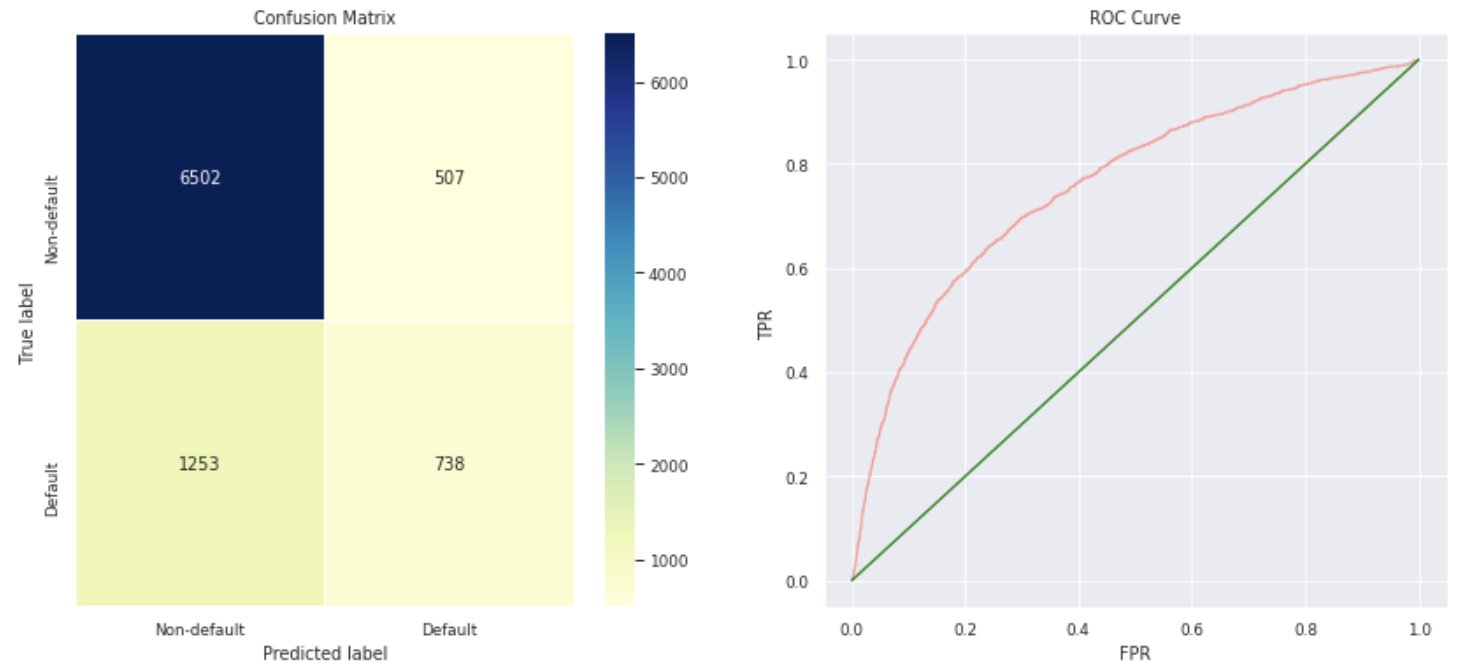 Confusion Matrix
True label
Non-default
Default
6502
507
1253
738
Non-default
Default
Predicted label
6000
5000
4000
3000
2000
1000
ROC Curve
TPR
1.0
0.8
0.6
0.4
0.2
0.0
0.0
0.2
0.4
0.6
0.8
1.0
FPR